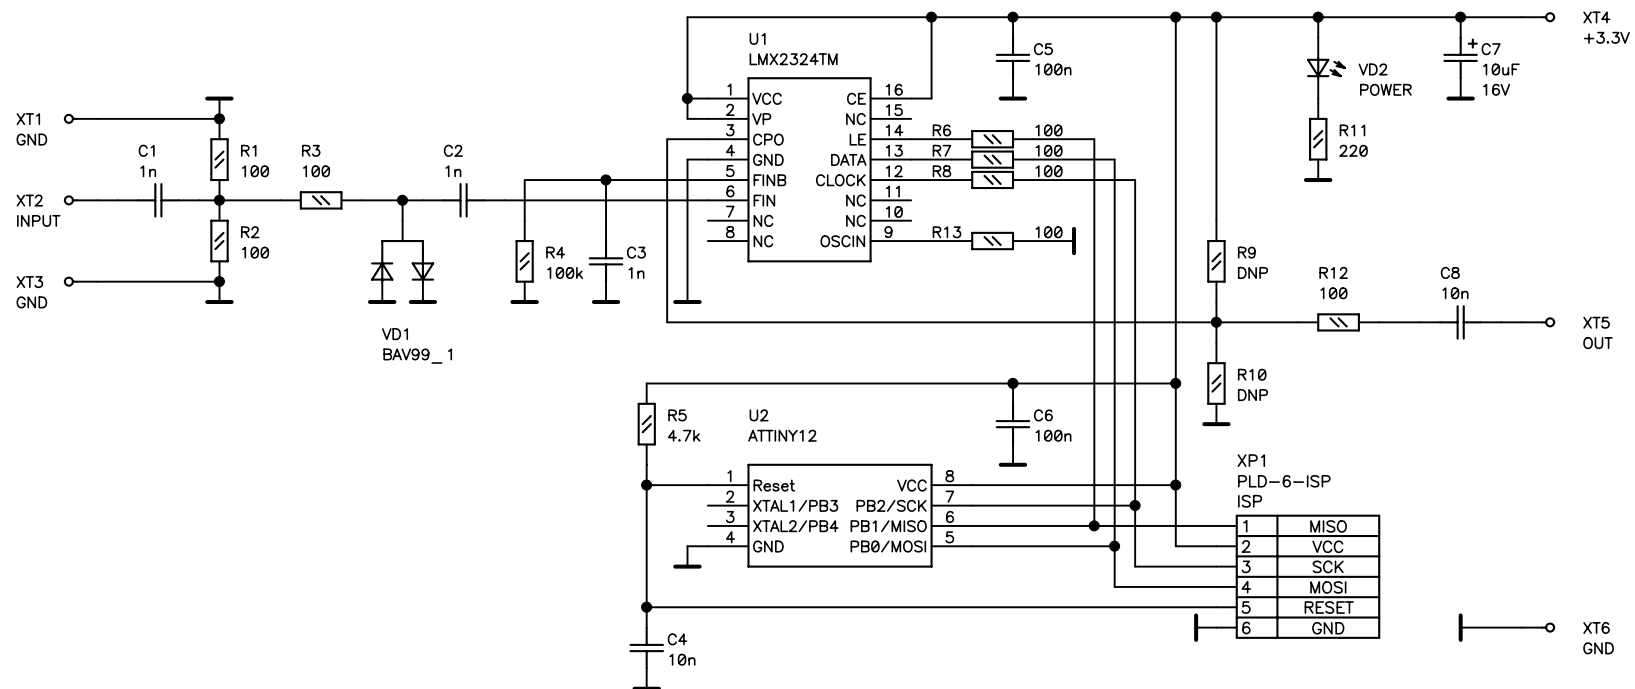 XT1
GND
XT2
INPUT
XT3
GND
C1
1n
R1
100
R2
100
R3
100
VD1
BAV99_1
C2
1n
R4
100k
C3
1n
U1
LMX2324TM
1 VCC
2 VP
3 CPO
4 GND
5 FINB
6 FIN
7 NC
8 NC
CE 16
NC 15
LE 14
DATA 13
CLOCK 12
NC 11
NC 10
OSCIN 9
R6 100
R7 100
R8 100
R13 100
C5
100n
VD2
POWER
R11
220
+
C7
10uF
16V
XT4
+3.3V
R9
DNP
R10
DNP
R12
100
C8
10n
XT5
OUT
R5
4.7k
U2
ATTINY12
1 Reset
2 XTAL1/PB3
3 XTAL2/PB4
4 GND
VCC 8
PB2/SCK 7
PB1/MISO 6
PB0/MOSI 5
C6
100n
C4
10n
XP1
PLD-6-ISP
ISP
1 MISO
2 VCC
3 SCK
4 MOSI
5 RESET
6 GND
XT6
GND